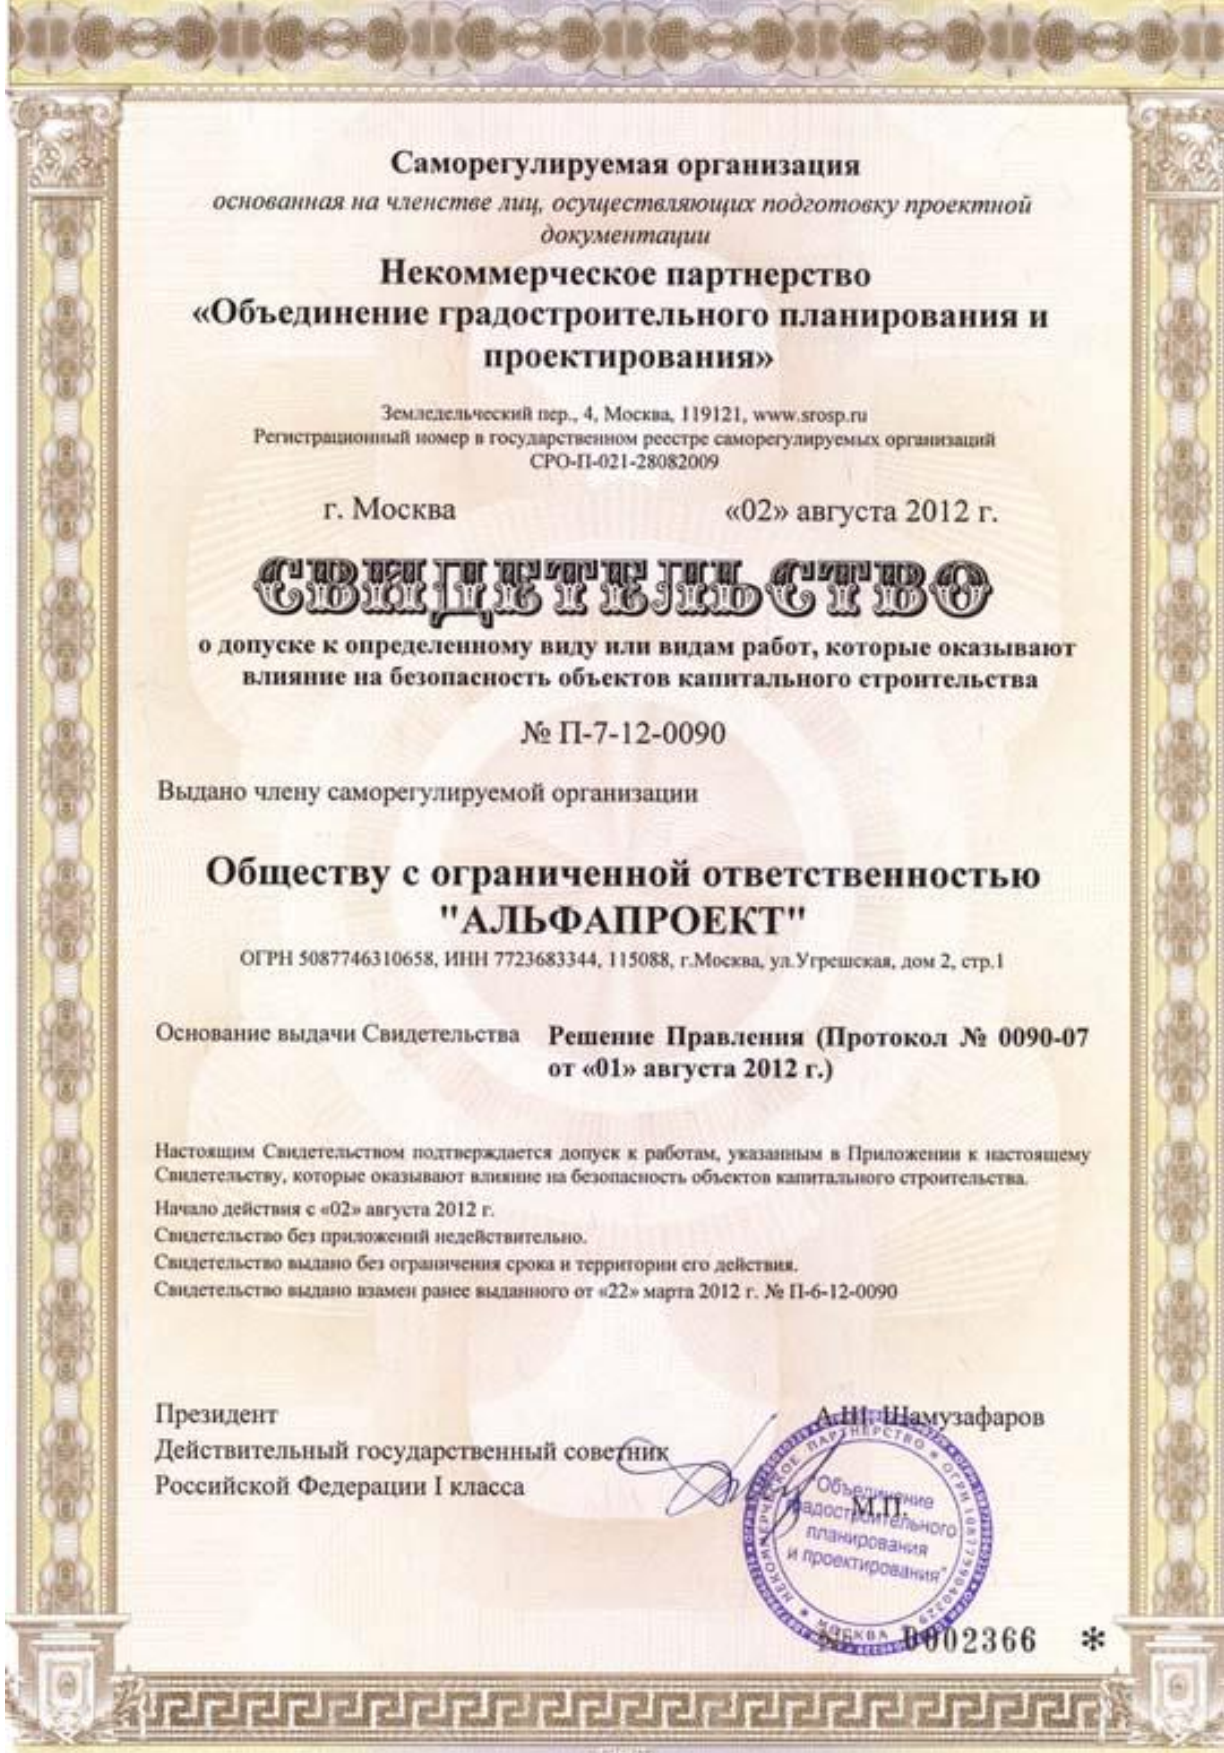 Саморегулируемая организация
основанная на членстве лиц, осуществляющих подготовку проектной
документации
Некоммерческое партнерство
«Объединение градостроительного планирования и
проектирования»
Земледельческий пер., 4, Москва, 119121, www.srosp.ru
Регистрационный номер в государственном реестре саморегулируемых организаций
СРО-П-021-28082009
г. Москва «02» августа 2012 г.
СВИДЕТЕЛЬСТВО
о допуске к определенному виду или видам работ, которые оказывают
влияние на безопасность объектов капитального строительства
№ П-7-12-0090
Выдано члену саморегулируемой организации
Обществу с ограниченной ответственностью
"АЛЬФАПРОЕКТ"
ОГРН 5087746310658, ИНН 7723683344, 115088, г.Москва, ул.Угрешская, дом 2, стр.1
Основание выдачи Свидетельства Решение Правления (Протокол № 0090-07
от «01» августа 2012 г.)
Настоящим Свидетельством подтверждается допуск к работам, указанным в Приложении к настоящему
Свидетельству, которые оказывают влияние на безопасность объектов капитального строительства.
Начало действия с «02» августа 2012 г.
Свидетельство без приложений недействительно.
Свидетельство выдано без ограничения срока и территории его действия.
Свидетельство выдано взамен ранее выданного от «22» марта 2012 г. № П-6-12-0090
Президент А.Ш. Шамузафаров
Действительный государственный советник
Российской Федерации I класса
М.П.
НЕКОММЕРЧЕСКОЕ ПАРТНЕРСТВО * ОГРН 1087799040329 * МОСКВА
Объединение
градостроительного
планирования
и проектирования"
0002366 *